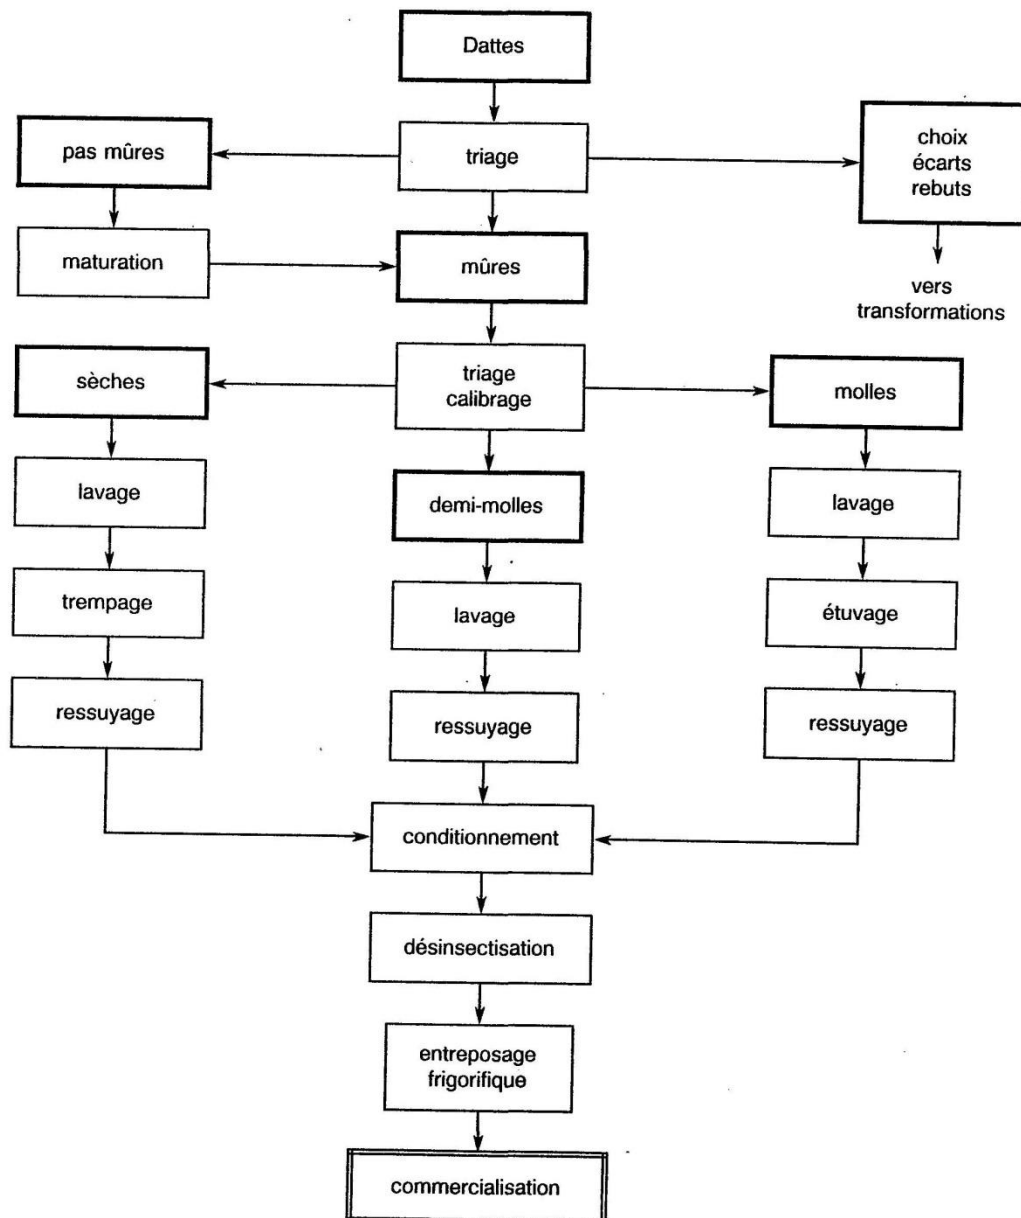 Dattes
pas mûres
triage
choix
écarts
rebuts
maturation
mûres
vers
transformations
sèches
triage
calibrage
molles
lavage
demi-molles
lavage
trempage
lavage
étuvage
ressuyage
ressuyage
ressuyage
conditionnement
désinsectisation
entreposage
frigorifique
commercialisation